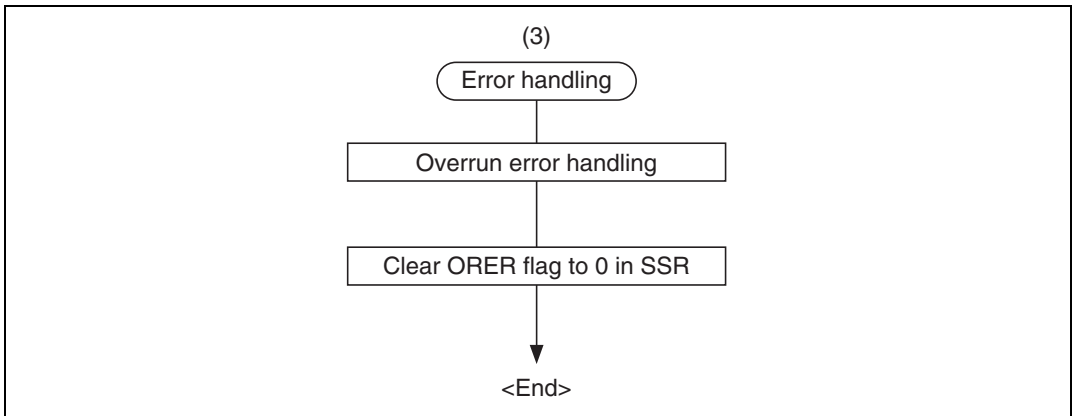 (3)
Error handling
Overrun error handling
Clear ORER flag to 0 in SSR
<End>